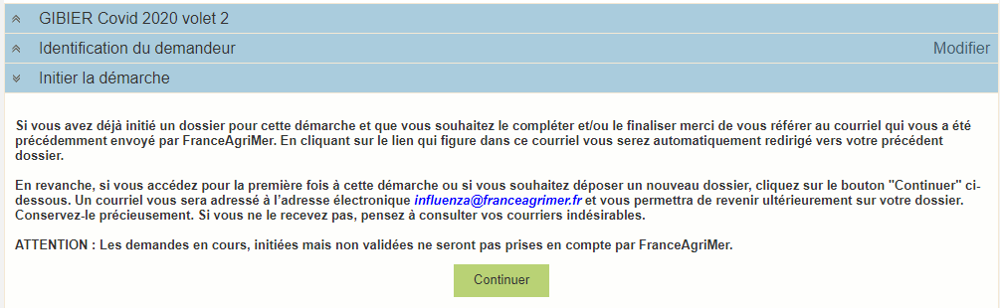 GIBIER Covid 2020 volet 2
Identification du demandeur Modifier
Initier la démarche
Si vous avez déjà initié un dossier pour cette démarche et que vous souhaitez le compléter et/ou le finaliser merci de vous référer au courriel qui vous a été
précédemment envoyé par FranceAgriMer. En cliquant sur le lien qui figure dans ce courriel vous serez automatiquement redirigé vers votre précédent
dossier.
En revanche, si vous accédez pour la première fois à cette démarche ou si vous souhaitez déposer un nouveau dossier, cliquez sur le bouton "Continuer" ci-
dessous. Un courriel vous sera adressé à l'adresse électronique influenza@franceagrimer.fr et vous permettra de revenir ultérieurement sur votre dossier.
Conservez-le précieusement. Si vous ne le recevez pas, pensez à consulter vos courriers indésirables.
ATTENTION : Les demandes en cours, initiées mais non validées ne seront pas prises en compte par FranceAgriMer.
Continuer